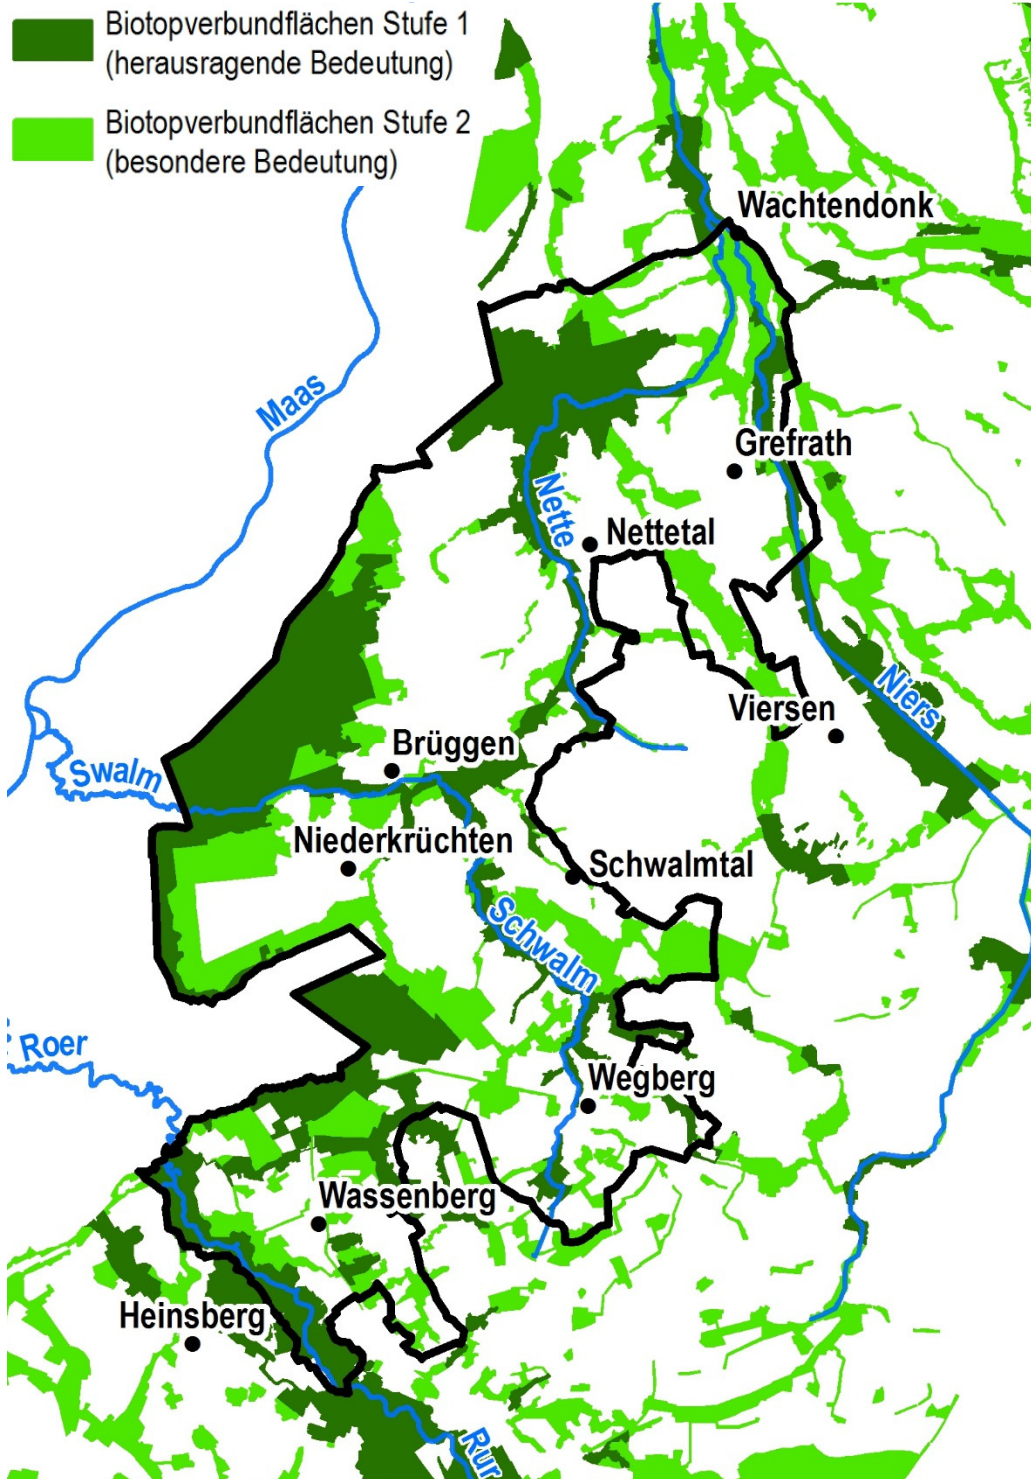 Biotopverbundflächen Stufe 1
(herausragende Bedeutung)
Biotopverbundflächen Stufe 2
(besondere Bedeutung)
Wachtendonk
Maas
Grefrath
Nette
Nettetal
Niers
Viersen
Brüggen
Swalm
Niederkrüchten
Schwalmtal
Schwalm
Roer
Wegberg
Wassenberg
Heinsberg
Rur